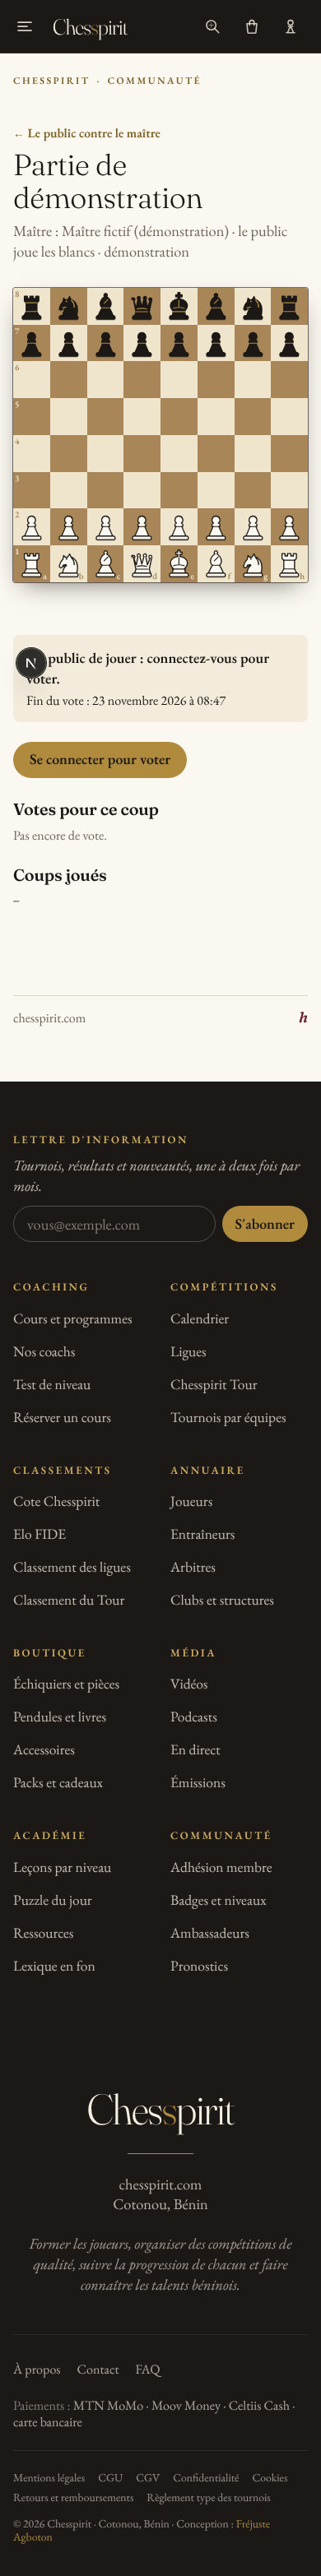 Chesspirit
CHESSPIRIT · COMMUNAUTÉ
← Le public contre le maître
Partie de
démonstration
Maître : Maître fictif (démonstration) · le public
joue les blancs · démonstration
8
7
6
5
4
3
2
1 a b c d e f g h
N
public de jouer : connectez-vous pour
voter.
Fin du vote : 23 novembre 2026 à 08:47
Se connecter pour voter
Votes pour ce coup
Pas encore de vote.
Coups joués
–
chesspirit.com h
LETTRE D'INFORMATION
Tournois, résultats et nouveautés, une à deux fois par
mois.
vous@exemple.com S'abonner
COACHING COMPÉTITIONS
Cours et programmes Calendrier
Nos coachs Ligues
Test de niveau Chesspirit Tour
Réserver un cours Tournois par équipes
CLASSEMENTS ANNUAIRE
Cote Chesspirit Joueurs
Elo FIDE Entraîneurs
Classement des ligues Arbitres
Classement du Tour Clubs et structures
BOUTIQUE MÉDIA
Échiquiers et pièces Vidéos
Pendules et livres Podcasts
Accessoires En direct
Packs et cadeaux Émissions
ACADÉMIE COMMUNAUTÉ
Leçons par niveau Adhésion membre
Puzzle du jour Badges et niveaux
Ressources Ambassadeurs
Lexique en fon Pronostics
Chesspirit
chesspirit.com
Cotonou, Bénin
Former les joueurs, organiser des compétitions de
qualité, suivre la progression de chacun et faire
connaître les talents béninois.
À propos Contact FAQ
Paiements : MTN MoMo · Moov Money · Celtiis Cash ·
carte bancaire
Mentions légales CGU CGV Confidentialité Cookies
Retours et remboursements Règlement type des tournois
© 2026 Chesspirit · Cotonou, Bénin · Conception : Fréjuste
Agboton